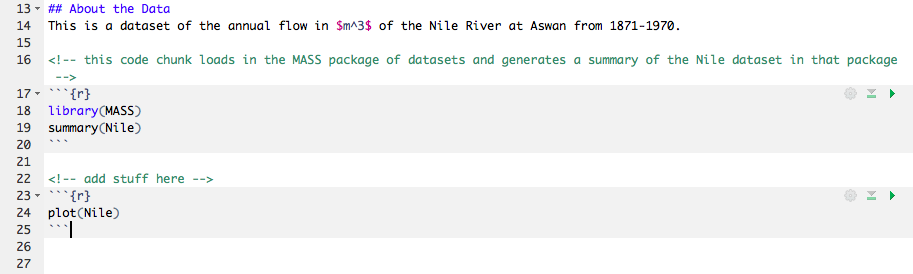 13 ## About the Data
14 This is a dataset of the annual flow in $m^3$ of the Nile River at Aswan from 1871-1970.
15
16 <!-- this code chunk loads in the MASS package of datasets and generates a summary of the Nile dataset in that package
-->
17 ```{r}
18 library(MASS)
19 summary(Nile)
20 ```
21
22 <!-- add stuff here -->
23 ```{r}
24 plot(Nile)
25 ```
26
27